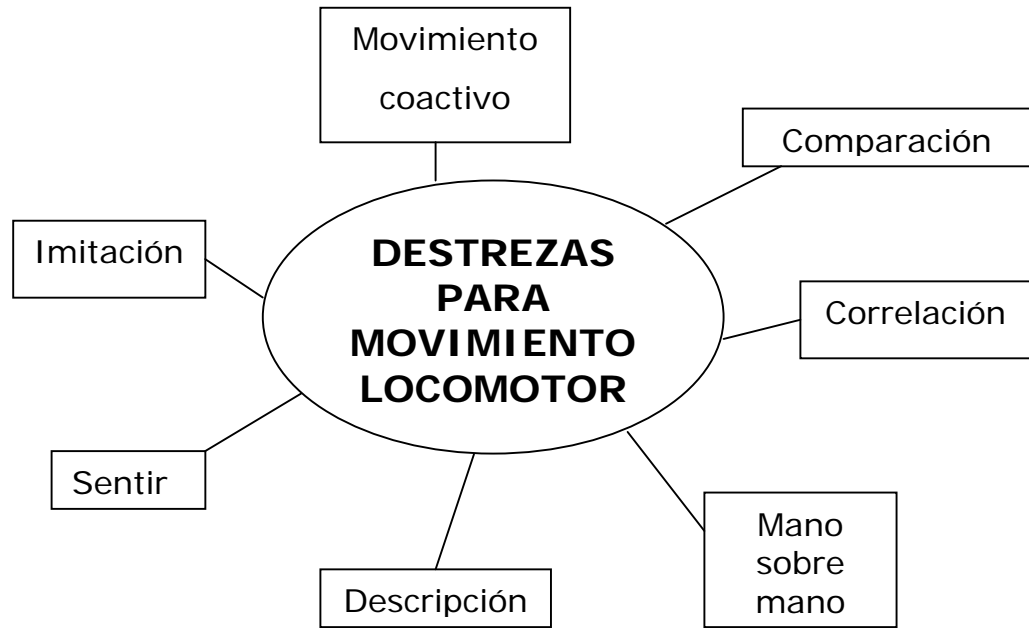 Movimiento
coactivo
Comparación
Imitación
DESTREZAS
PARA
MOVIMIENTO
LOCOMOTOR
Correlación
Sentir
Mano
sobre
mano
Descripción